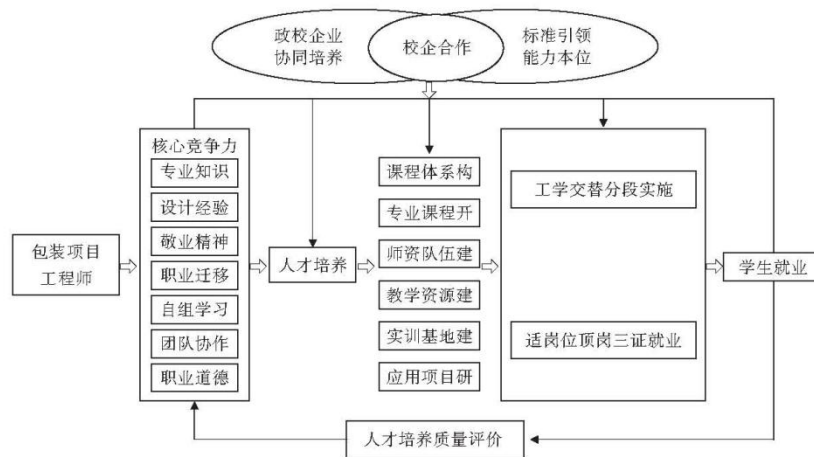 政校企业
协同培养
校企合作
标准引领
能力本位
核心竞争力
专业知识
设计经验
敬业精神
职业迁移
自组学习
团队协作
职业道德
包装项目
工程师
人才培养
课程体系构
专业课程开
师资队伍建
教学资源建
实训基地建
应用项目研
工学交替分段实施
适岗位顶岗三证就业
学生就业
人才培养质量评价